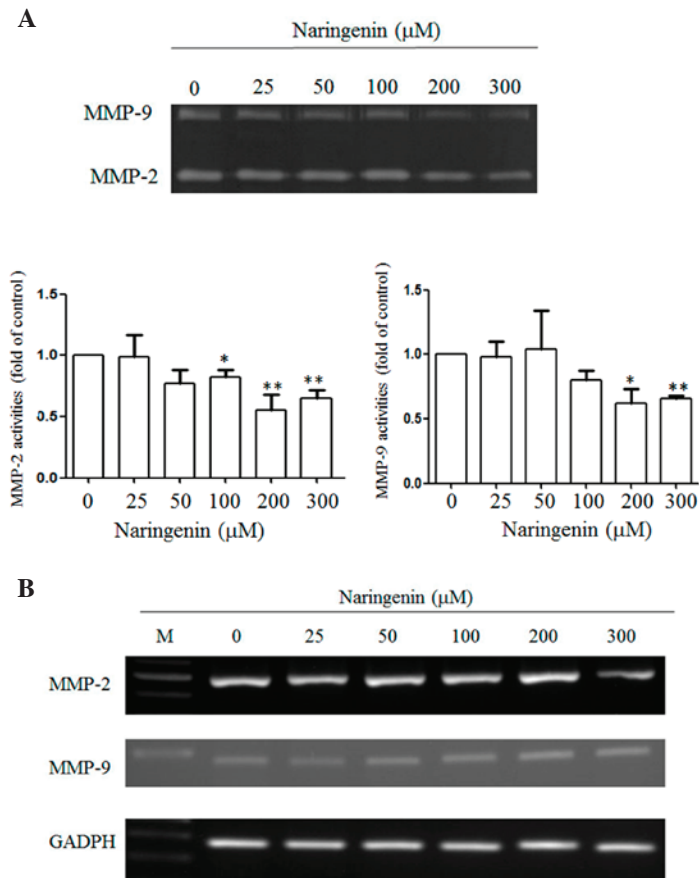 A
Naringenin (μM)
0 25 50 100 200 300
MMP-9
MMP-2
MMP-2 activities (fold of control)
1.5
1.0
0.5
0.0
* ** **
0 25 50 100 200 300
Naringenin (μM)
MMP-9 activities (fold of control)
1.5
1.0
0.5
0.0
* **
0 25 50 100 200 300
Naringenin (μM)
B
Naringenin (μM)
M 0 25 50 100 200 300
MMP-2
MMP-9
GADPH